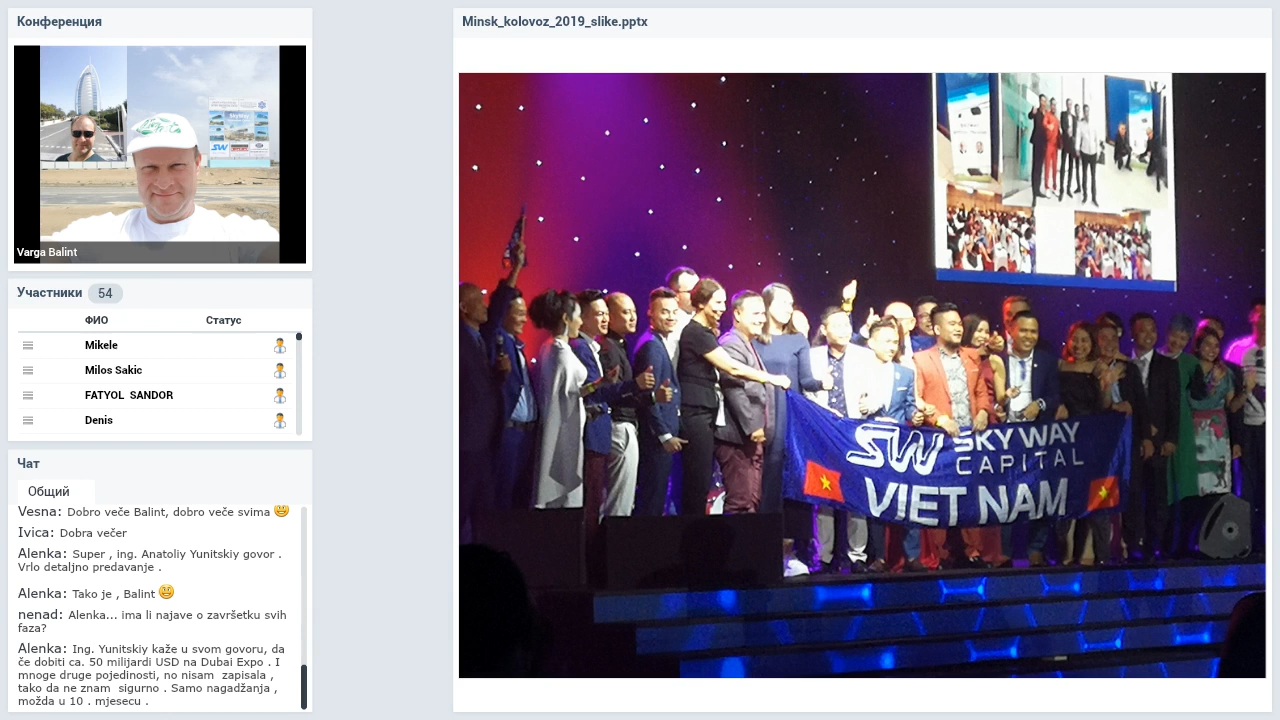 Конференция
Varga Balint
Участники 54
ФИО Статус
Mikele
Milos Sakic
FATYOL SANDOR
Denis
Чат
Общий
Vesna: Dobro veče Balint, dobro veče svima
Ivica: Dobra večer
Alenka: Super , ing. Anatoliy Yunitskiy govor .
Vrlo detaljno predavanje .
Alenka: Tako je , Balint
nenad: Alenka... ima li najave o završetku svih
faza?
Alenka: Ing. Yunitskiy kaže u svom govoru, da
če dobiti ca. 50 milijardi USD na Dubai Expo . I
mnoge druge pojedinosti, no nisam zapisala ,
tako da ne znam sigurno . Samo nagadžanja ,
možda u 10 . mjesecu .
Minsk_kolovoz_2019_slike.pptx
SW SKY WAY
CAPITAL
VIET NAM
SkyWay
SW